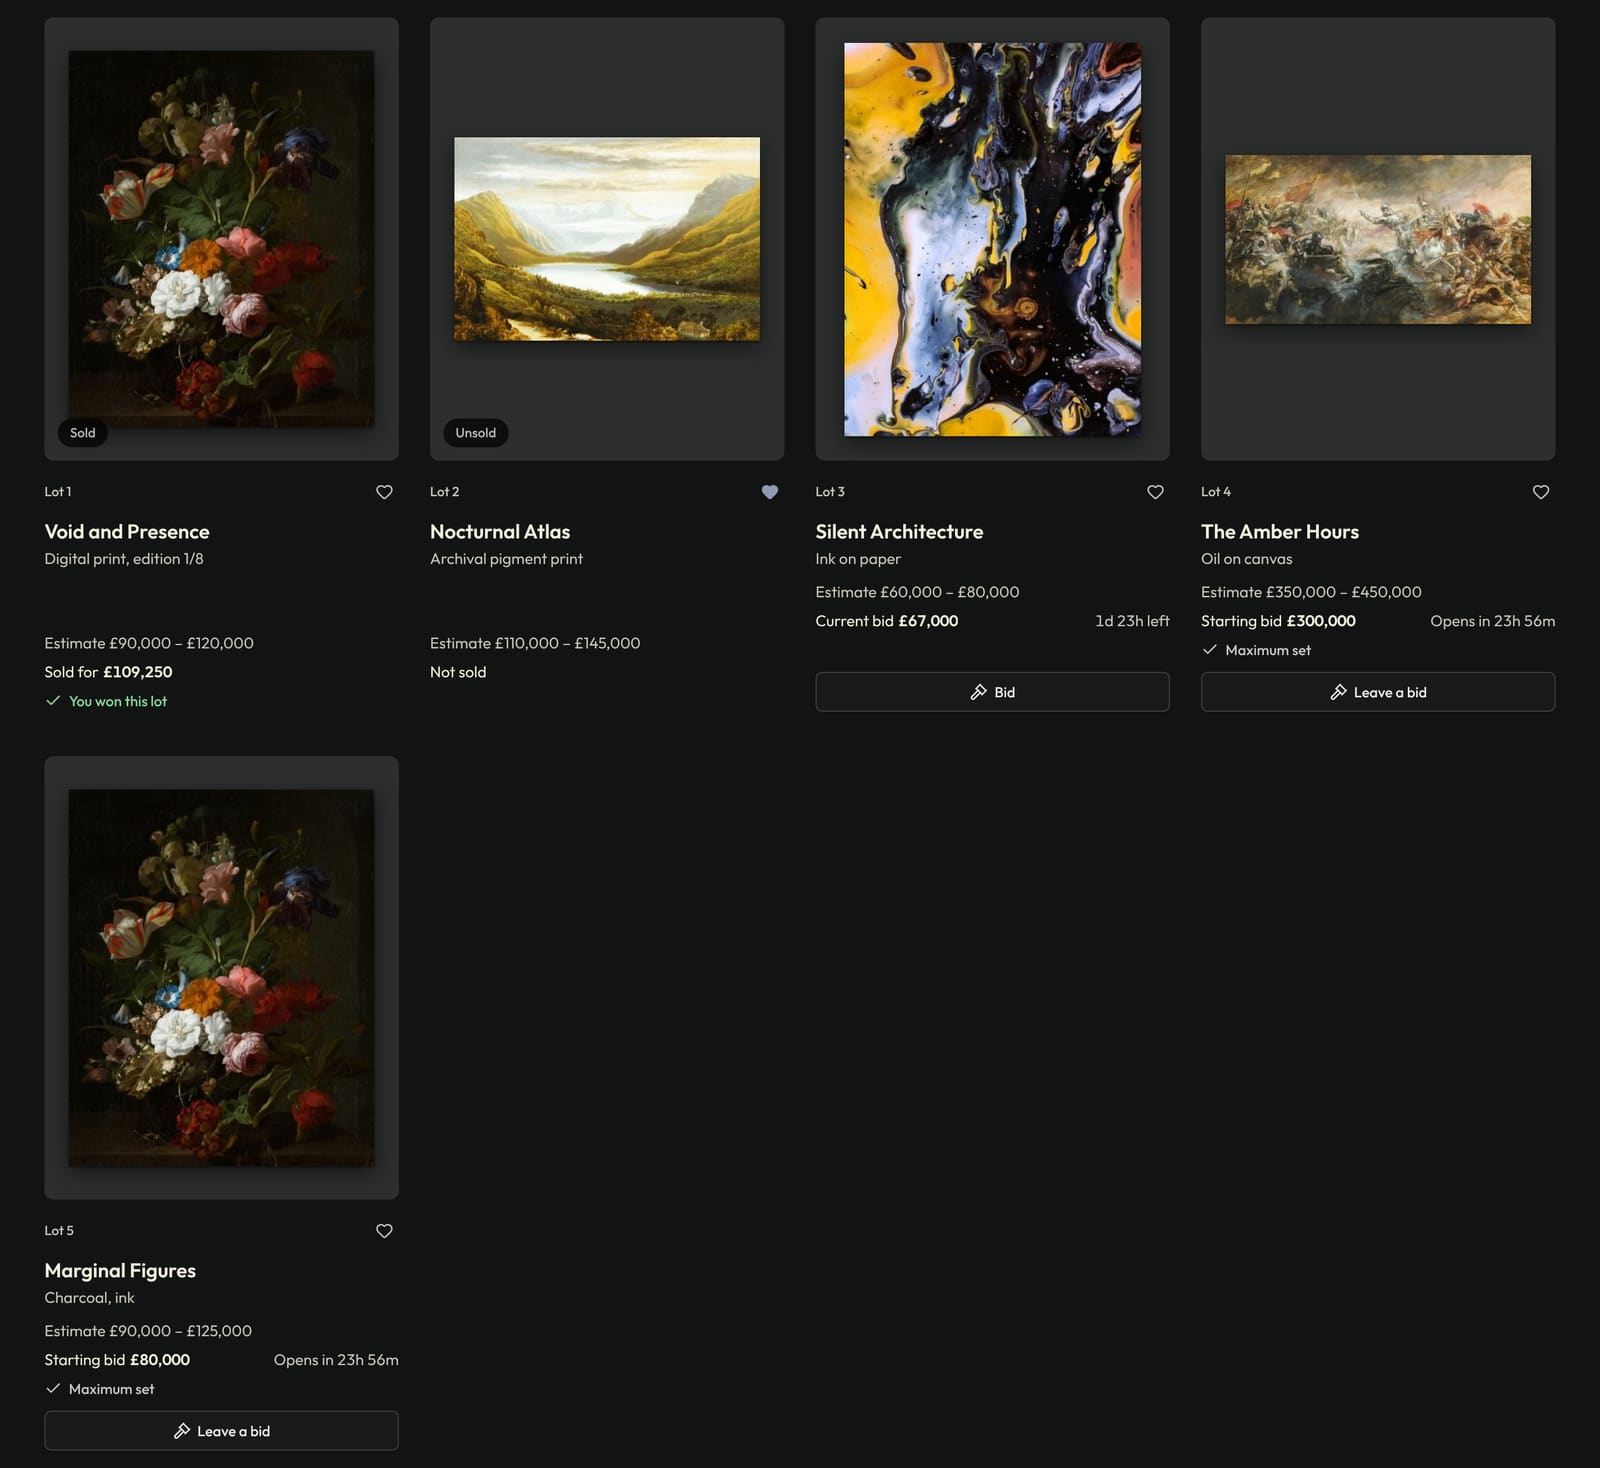 Sold
Lot 1
Void and Presence
Digital print, edition 1/8
Estimate £90,000 – £120,000
Sold for £109,250
You won this lot
Unsold
Lot 2
Nocturnal Atlas
Archival pigment print
Estimate £110,000 – £145,000
Not sold
Lot 3
Silent Architecture
Ink on paper
Estimate £60,000 – £80,000
Current bid £67,000 1d 23h left
Bid
Lot 4
The Amber Hours
Oil on canvas
Estimate £350,000 – £450,000
Starting bid £300,000 Opens in 23h 56m
Maximum set
Leave a bid
Lot 5
Marginal Figures
Charcoal, ink
Estimate £90,000 – £125,000
Starting bid £80,000 Opens in 23h 56m
Maximum set
Leave a bid